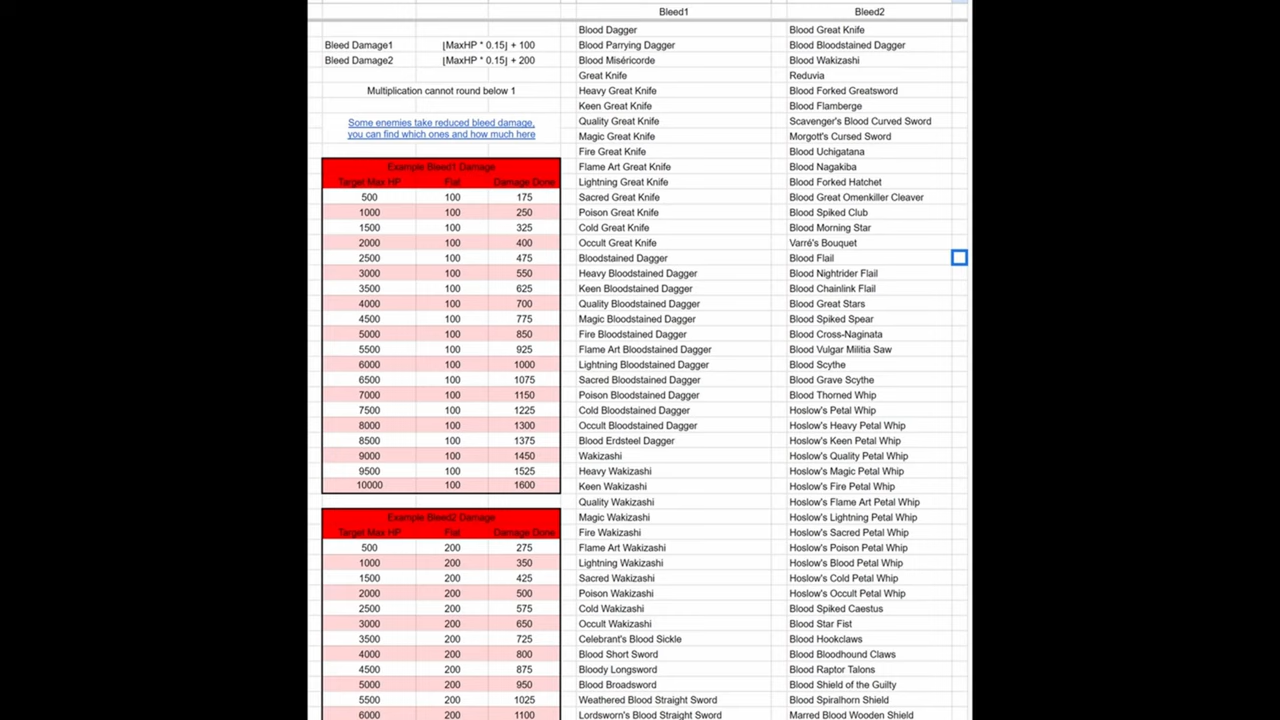 Bleed1 Bleed2
Blood Dagger Blood Great Knife
Bleed Damage1 ⌊MaxHP * 0.15⌋ + 100 Blood Parrying Dagger Blood Bloodstained Dagger
Bleed Damage2 ⌊MaxHP * 0.15⌋ + 200 Blood Miséricorde Blood Wakizashi
Great Knife Reduvia
Multiplication cannot round below 1 Heavy Great Knife Blood Forked Greatsword
Keen Great Knife Blood Flamberge
Some enemies take reduced bleed damage, Quality Great Knife Scavenger's Blood Curved Sword
you can find which ones and how much here Magic Great Knife Morgott's Cursed Sword
Fire Great Knife Blood Uchigatana
Example Bleed1 Damage Flame Art Great Knife Blood Nagakiba
Target Max HP Flat Damage Done Lightning Great Knife Blood Forked Hatchet
500 100 175 Sacred Great Knife Blood Great Omenkiller Cleaver
1000 100 250 Poison Great Knife Blood Spiked Club
1500 100 325 Cold Great Knife Blood Morning Star
2000 100 400 Occult Great Knife Varré's Bouquet
2500 100 475 Bloodstained Dagger Blood Flail
3000 100 550 Heavy Bloodstained Dagger Blood Nightrider Flail
3500 100 625 Keen Bloodstained Dagger Blood Chainlink Flail
4000 100 700 Quality Bloodstained Dagger Blood Great Stars
4500 100 775 Magic Bloodstained Dagger Blood Spiked Spear
5000 100 850 Fire Bloodstained Dagger Blood Cross-Naginata
5500 100 925 Flame Art Bloodstained Dagger Blood Vulgar Militia Saw
6000 100 1000 Lightning Bloodstained Dagger Blood Scythe
6500 100 1075 Sacred Bloodstained Dagger Blood Grave Scythe
7000 100 1150 Poison Bloodstained Dagger Blood Thorned Whip
7500 100 1225 Cold Bloodstained Dagger Hoslow's Petal Whip
8000 100 1300 Occult Bloodstained Dagger Hoslow's Heavy Petal Whip
8500 100 1375 Blood Erdsteel Dagger Hoslow's Keen Petal Whip
9000 100 1450 Wakizashi Hoslow's Quality Petal Whip
9500 100 1525 Heavy Wakizashi Hoslow's Magic Petal Whip
10000 100 1600 Keen Wakizashi Hoslow's Fire Petal Whip
Quality Wakizashi Hoslow's Flame Art Petal Whip
Example Bleed2 Damage Magic Wakizashi Hoslow's Lightning Petal Whip
Target Max HP Flat Damage Done Fire Wakizashi Hoslow's Sacred Petal Whip
500 200 275 Flame Art Wakizashi Hoslow's Poison Petal Whip
1000 200 350 Lightning Wakizashi Hoslow's Blood Petal Whip
1500 200 425 Sacred Wakizashi Hoslow's Cold Petal Whip
2000 200 500 Poison Wakizashi Hoslow's Occult Petal Whip
2500 200 575 Cold Wakizashi Blood Spiked Caestus
3000 200 650 Occult Wakizashi Blood Star Fist
3500 200 725 Celebrant's Blood Sickle Blood Hookclaws
4000 200 800 Blood Short Sword Blood Bloodhound Claws
4500 200 875 Bloody Longsword Blood Raptor Talons
5000 200 950 Blood Broadsword Blood Shield of the Guilty
5500 200 1025 Weathered Blood Straight Sword Blood Spiralhorn Shield
6000 200 1100 Lordsworn's Blood Straight Sword Marred Blood Wooden Shield